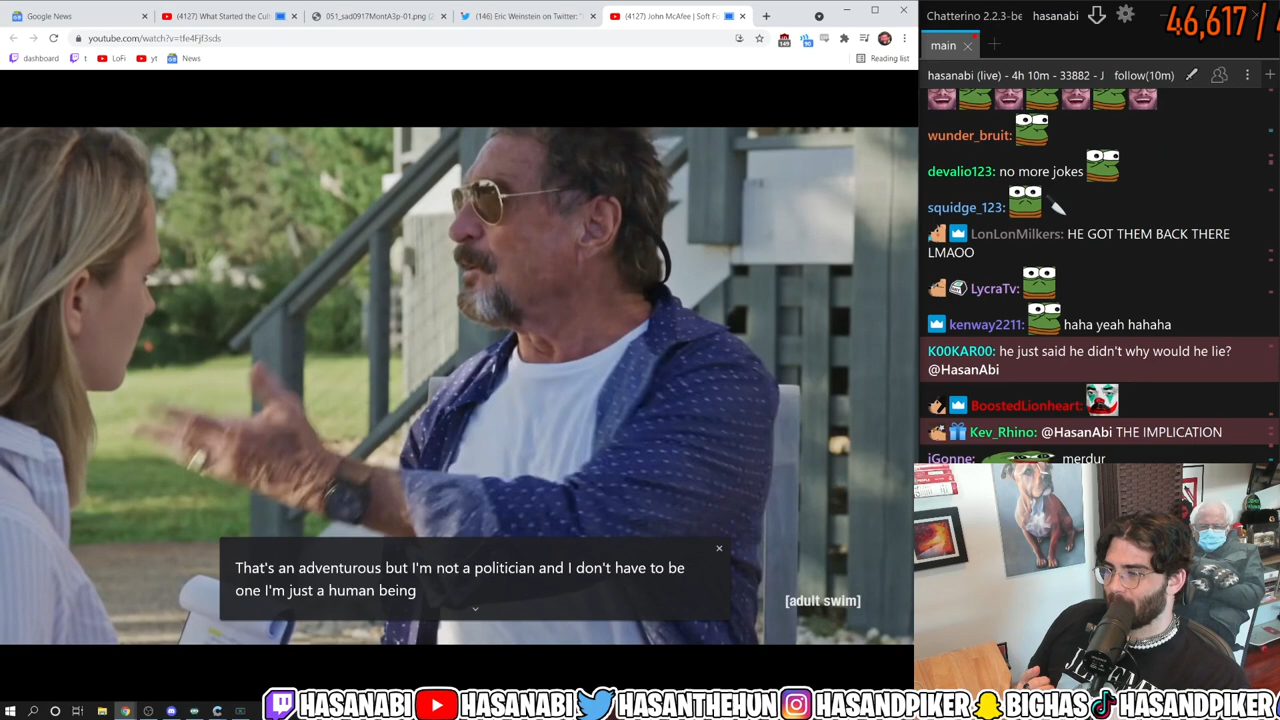 Google News
(4127) What Started the Cult
051_sad0917MontA3p-01.png (2
(146) Eric Weinstein on Twitter: "
(4127) John McAfee | Soft Fo
youtube.com/watch?v=tfe4Fjf3sds
dashboard
t
LoFi
yt
News
Reading list
That's an adventurous but I'm not a politician and I don't have to be
one I'm just a human being
[adult swim]
Chatterino 2.2.3-be
hasanabi
46,617 /
main
hasanabi (live) - 4h 10m - 33882 - J
follow(10m)
wunder_bruit:
devalio123: no more jokes
squidge_123:
LonLonMilkers: HE GOT THEM BACK THERE
LMAOO
LycraTv:
kenway2211: haha yeah hahaha
K00KAR00: he just said he didn't why would he lie?
@HasanAbi
BoostedLionheart:
Kev_Rhino: @HasanAbi THE IMPLICATION
iGonne: merdur
HASANABI
HASANABI
HASANTHEHUN
HASANDPIKER
BIGHAS
HASANDPIKER